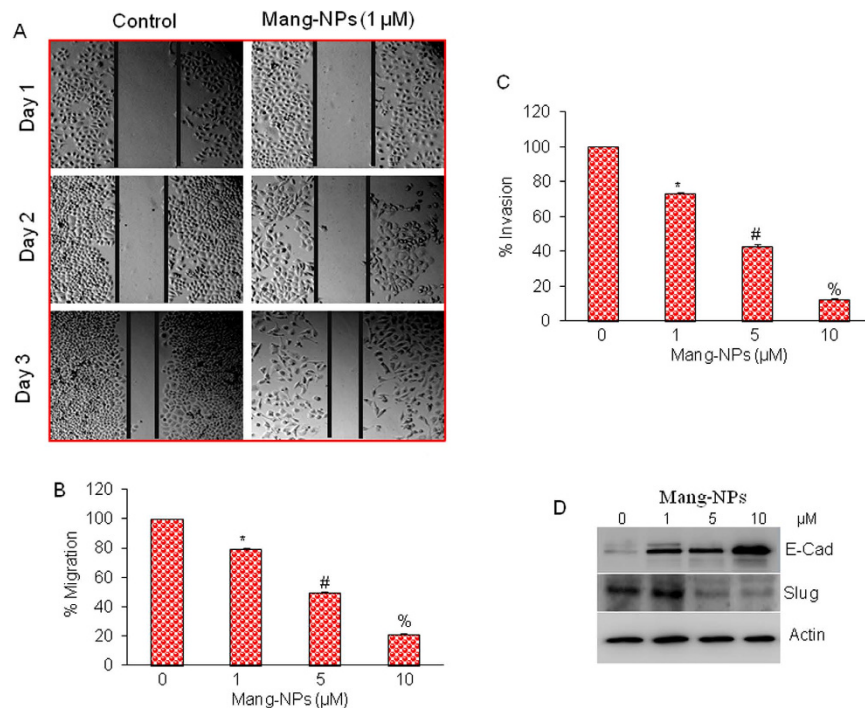 A
Control
Mang-NPs (1 µM)
Day 1
Day 2
Day 3
B
120
100
80
60
40
20
0
% Migration
*
#
%
0 1 5 10
Mang-NPs (µM)
C
120
100
80
60
40
20
0
% Invasion
*
#
%
0 1 5 10
Mang-NPs (µM)
D
Mang-NPs
0 1 5 10 µM
E-Cad
Slug
Actin